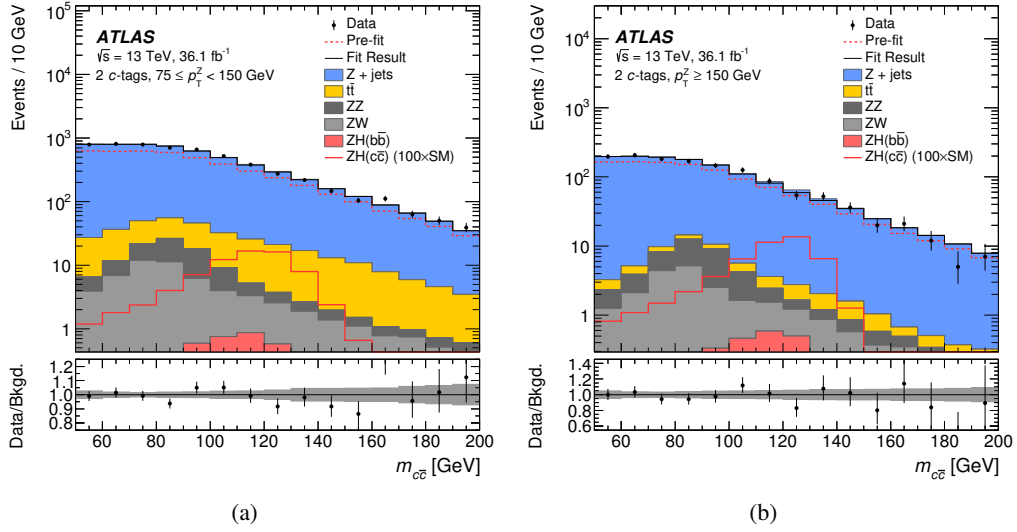 Events / 10 GeV
10⁵
10⁴
10³
10²
10
1
ATLAS
√s = 13 TeV, 36.1 fb⁻¹
2 c-tags, 75 ≤ p_T^Z < 150 GeV
Data
Pre-fit
Fit Result
Z + jets
tt̅
ZZ
ZW
ZH(bb̅)
ZH(cc̅) (100×SM)
Data/Bkgd.
1.2
1.1
1.0
0.9
0.8
60 80 100 120 140 160 180 200
m_cc̅ [GeV]
(a)
Events / 10 GeV
10⁴
10³
10²
10
1
ATLAS
√s = 13 TeV, 36.1 fb⁻¹
2 c-tags, p_T^Z ≥ 150 GeV
Data
Pre-fit
Fit Result
Z + jets
tt̅
ZZ
ZW
ZH(bb̅)
ZH(cc̅) (100×SM)
Data/Bkgd.
1.4
1.2
1.0
0.8
0.6
60 80 100 120 140 160 180 200
m_cc̅ [GeV]
(b)